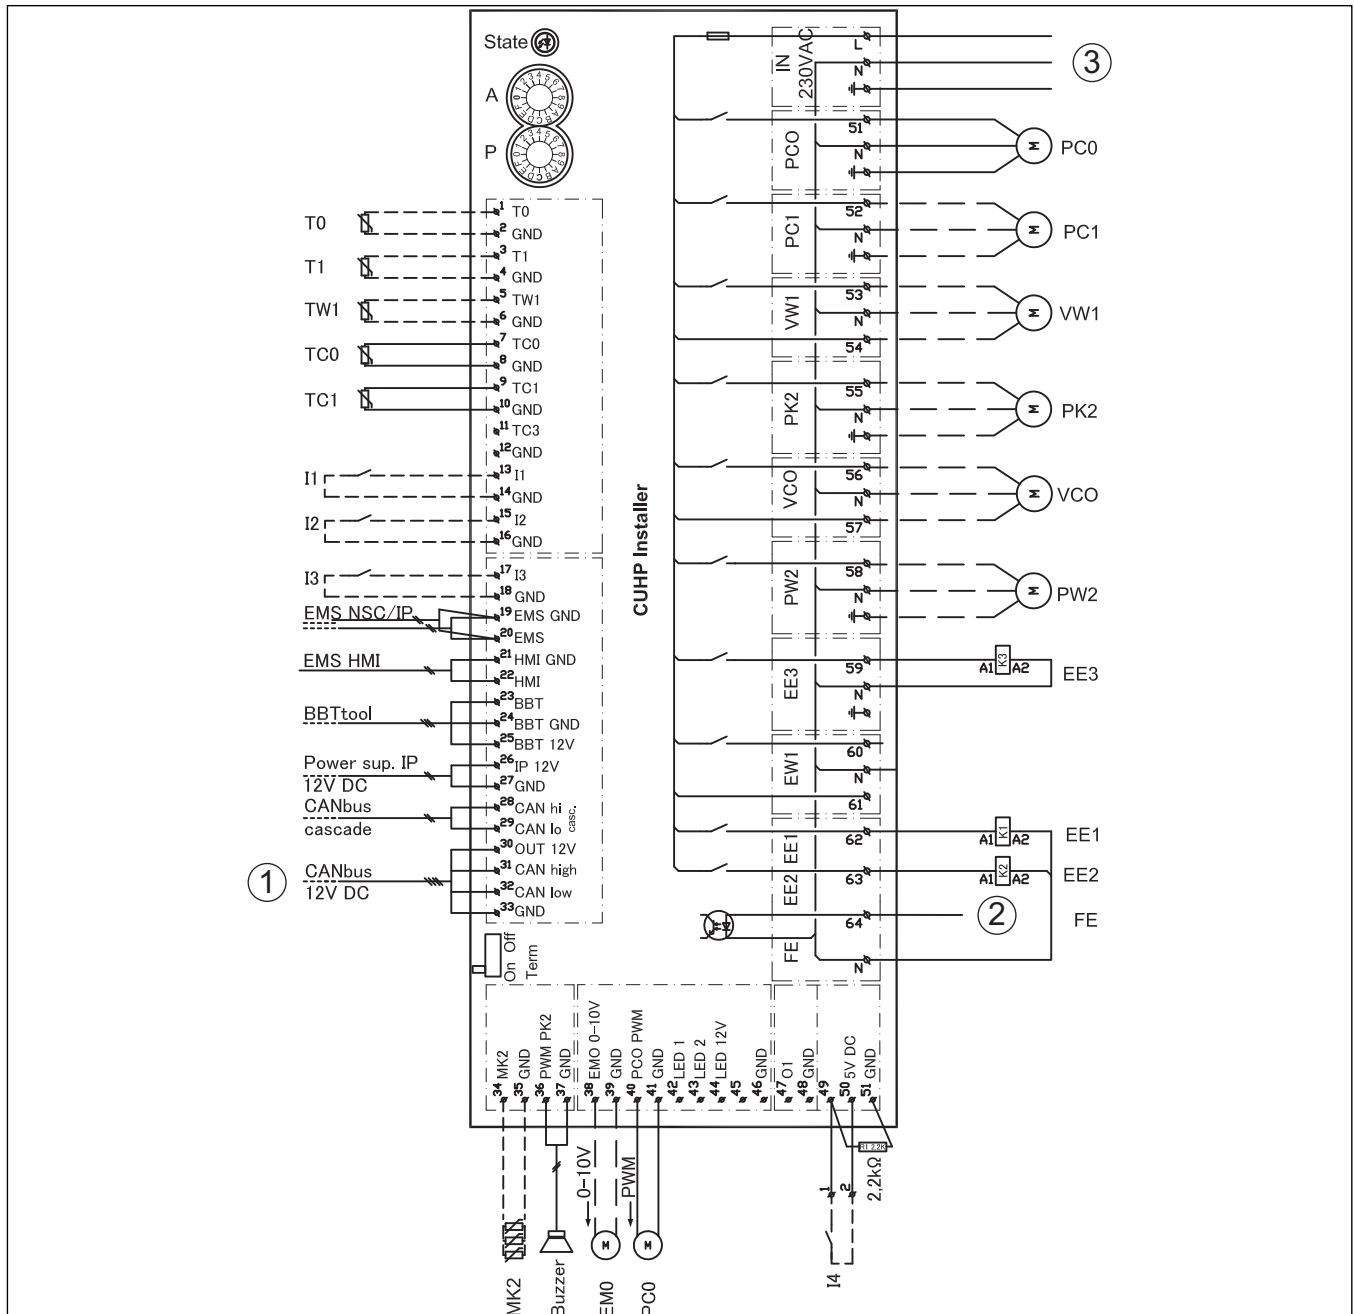 State
A
P
T0
1 T0
2 GND
T1
3 T1
4 GND
TW1
5 TW1
6 GND
TC0
7 TC0
8 GND
TC1
9 TC1
10 GND
11 TC3
12 GND
I1
13 I1
14 GND
I2
15 I2
16 GND
I3
17 I3
18 GND
EMS NSC/IP
19 EMS GND
20 EMS
EMS HMI
21 HMI GND
22 HMI
BBTtool
23 BBT
24 BBT GND
25 BBT 12V
Power sup. IP
12V DC
26 IP 12V
27 GND
CANbus
cascade
28 CAN hi
29 CAN lo
casc.
1
CANbus
12V DC
30 OUT 12V
31 CAN high
32 CAN low
33 GND
On Off
Term
CUHP Installer
IN
230VAC
L
N
3
PCO
51
N
PC0
PC1
52
N
PC1
VW1
53
N
54
VW1
PK2
55
N
PK2
VCO
56
N
57
VCO
PW2
58
N
PW2
EE3
59
N
A1 K3 A2
EE3
EW1
60
N
61
EE1
62
A1 K1 A2
EE1
EE2
63
A1 K2 A2
EE2
FE
64
N
2
FE
34 MK2
35 GND
36 PWM PK2
37 GND
38 EMO 0-10V
39 GND
40 PCO PWM
41 GND
42 LED 1
43 LED 2
44 LED 12V
45
46 GND
47 O1
48 GND
49
50 5V DC
51 GND
R1 2.2K
2,2kΩ
0-10V
PWM
1
2
MK2
Buzzer
EM0
PC0
I4
M
M
M
M
M
M
M
M